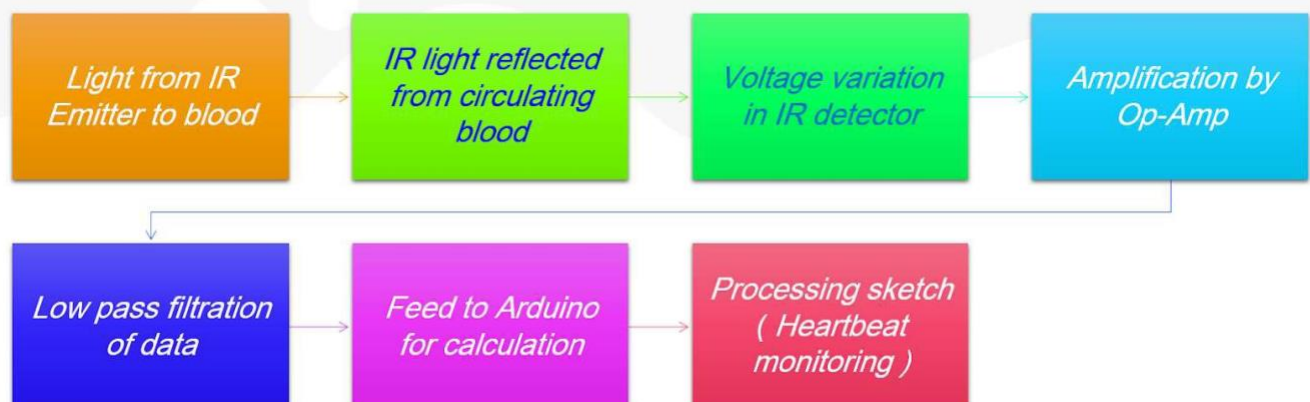 Light from IR
Emitter to blood
IR light reflected
from circulating
blood
Voltage variation
in IR detector
Amplification by
Op-Amp
Low pass filtration
of data
Feed to Arduino
for calculation
Processing sketch
( Heartbeat
monitoring )